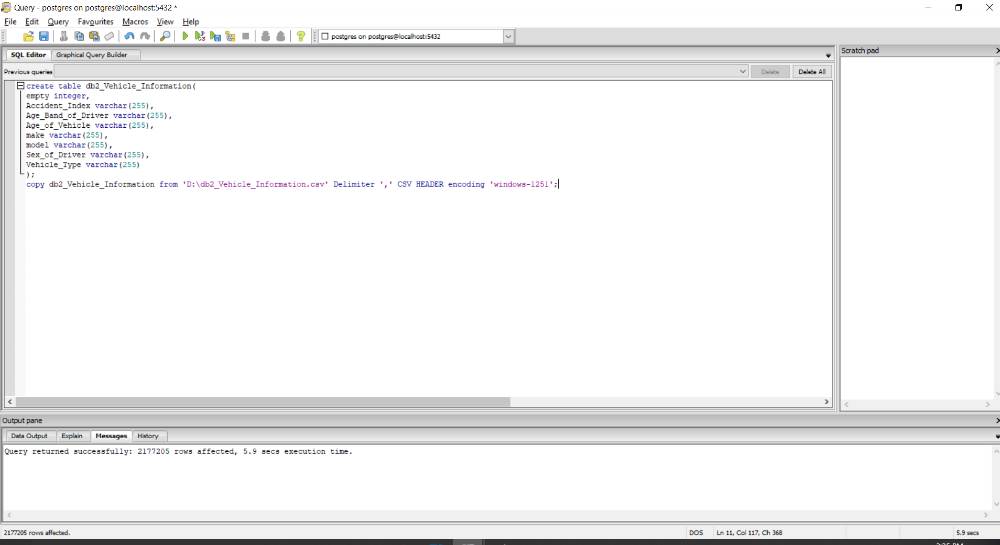 Query - postgres on postgres@localhost:5432 *
File Edit Query Favourites Macros View Help
postgres on postgres@localhost:5432
SQL Editor Graphical Query Builder
Scratch pad
Previous queries Delete Delete All
create table db2_Vehicle_Information(
empty integer,
Accident_Index varchar(255),
Age_Band_of_Driver varchar(255),
Age_of_Vehicle varchar(255),
make varchar(255),
model varchar(255),
Sex_of_Driver varchar(255),
Vehicle_Type varchar(255)
);
copy db2_Vehicle_Information from 'D:\db2_Vehicle_Information.csv' Delimiter ',' CSV HEADER encoding 'windows-1251';
Output pane
Data Output Explain Messages History
Query returned successfully: 2177205 rows affected, 5.9 secs execution time.
2177205 rows affected. DOS Ln 11, Col 117, Ch 368 5.9 secs